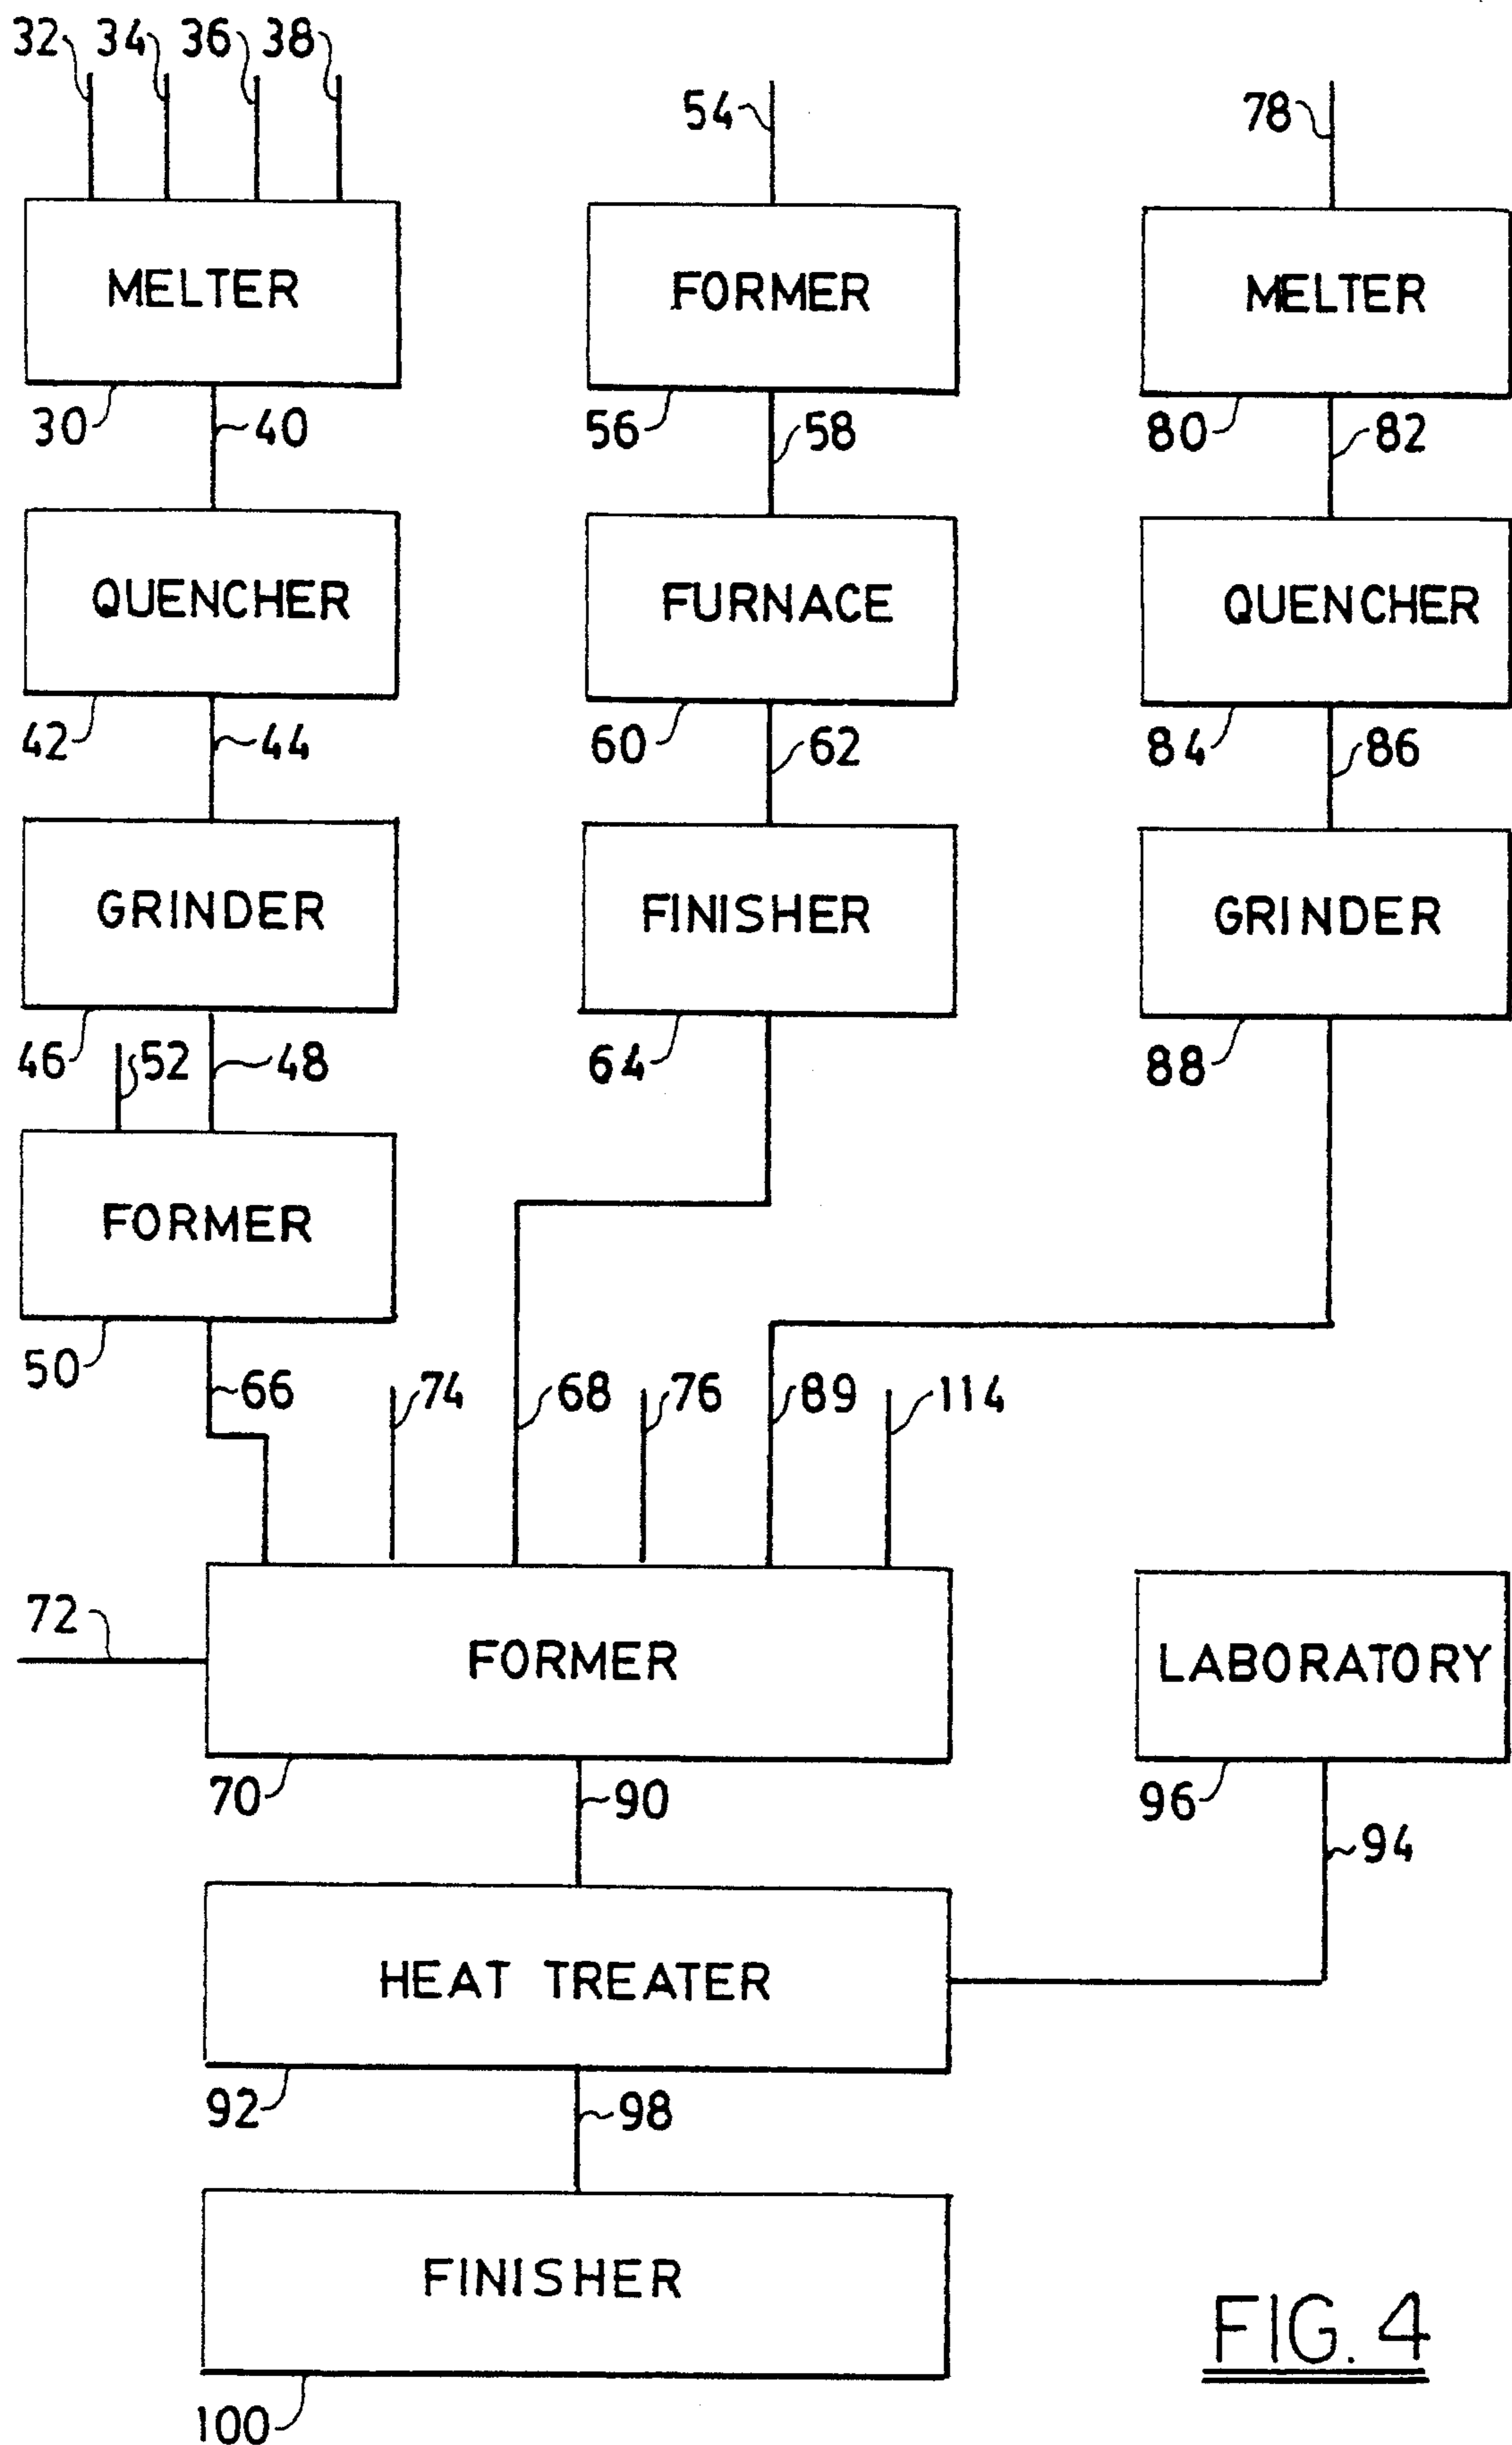 32 34 36 38
54
78
MELTER
FORMER
MELTER
30 40
56 58
80 82
QUENCHER
FURNACE
QUENCHER
42 44
60 62
84 86
GRINDER
FINISHER
GRINDER
46 52 48
64
88
FORMER
50 66 74 68 76 89 114
72
FORMER
LABORATORY
70 90
96
94
HEAT TREATER
92 98
FINISHER
100
FIG. 4